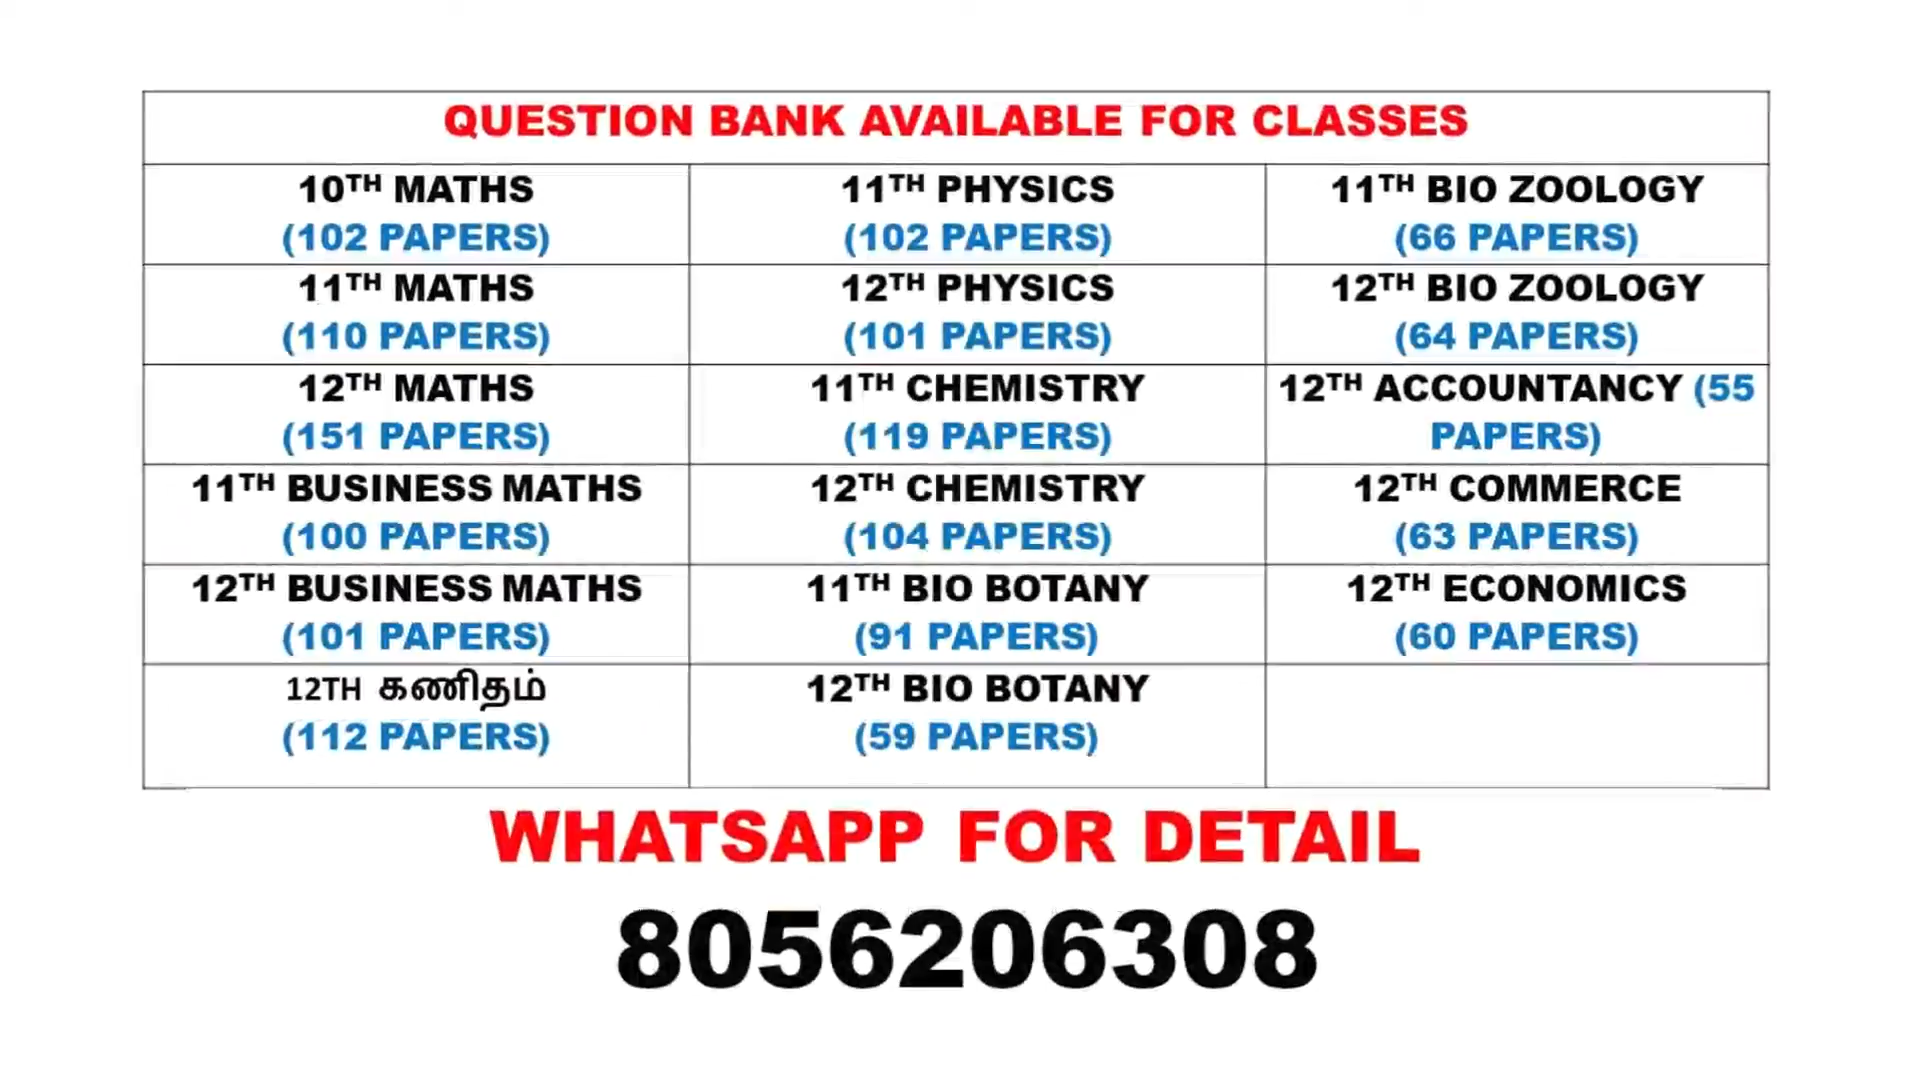 QUESTION BANK AVAILABLE FOR CLASSES
10TH MATHS
(102 PAPERS)
11TH PHYSICS
(102 PAPERS)
11TH BIO ZOOLOGY
(66 PAPERS)
11TH MATHS
(110 PAPERS)
12TH PHYSICS
(101 PAPERS)
12TH BIO ZOOLOGY
(64 PAPERS)
12TH MATHS
(151 PAPERS)
11TH CHEMISTRY
(119 PAPERS)
12TH ACCOUNTANCY (55
PAPERS)
11TH BUSINESS MATHS
(100 PAPERS)
12TH CHEMISTRY
(104 PAPERS)
12TH COMMERCE
(63 PAPERS)
12TH BUSINESS MATHS
(101 PAPERS)
11TH BIO BOTANY
(91 PAPERS)
12TH ECONOMICS
(60 PAPERS)
12TH கணிதம்
(112 PAPERS)
12TH BIO BOTANY
(59 PAPERS)
WHATSAPP FOR DETAIL
8056206308